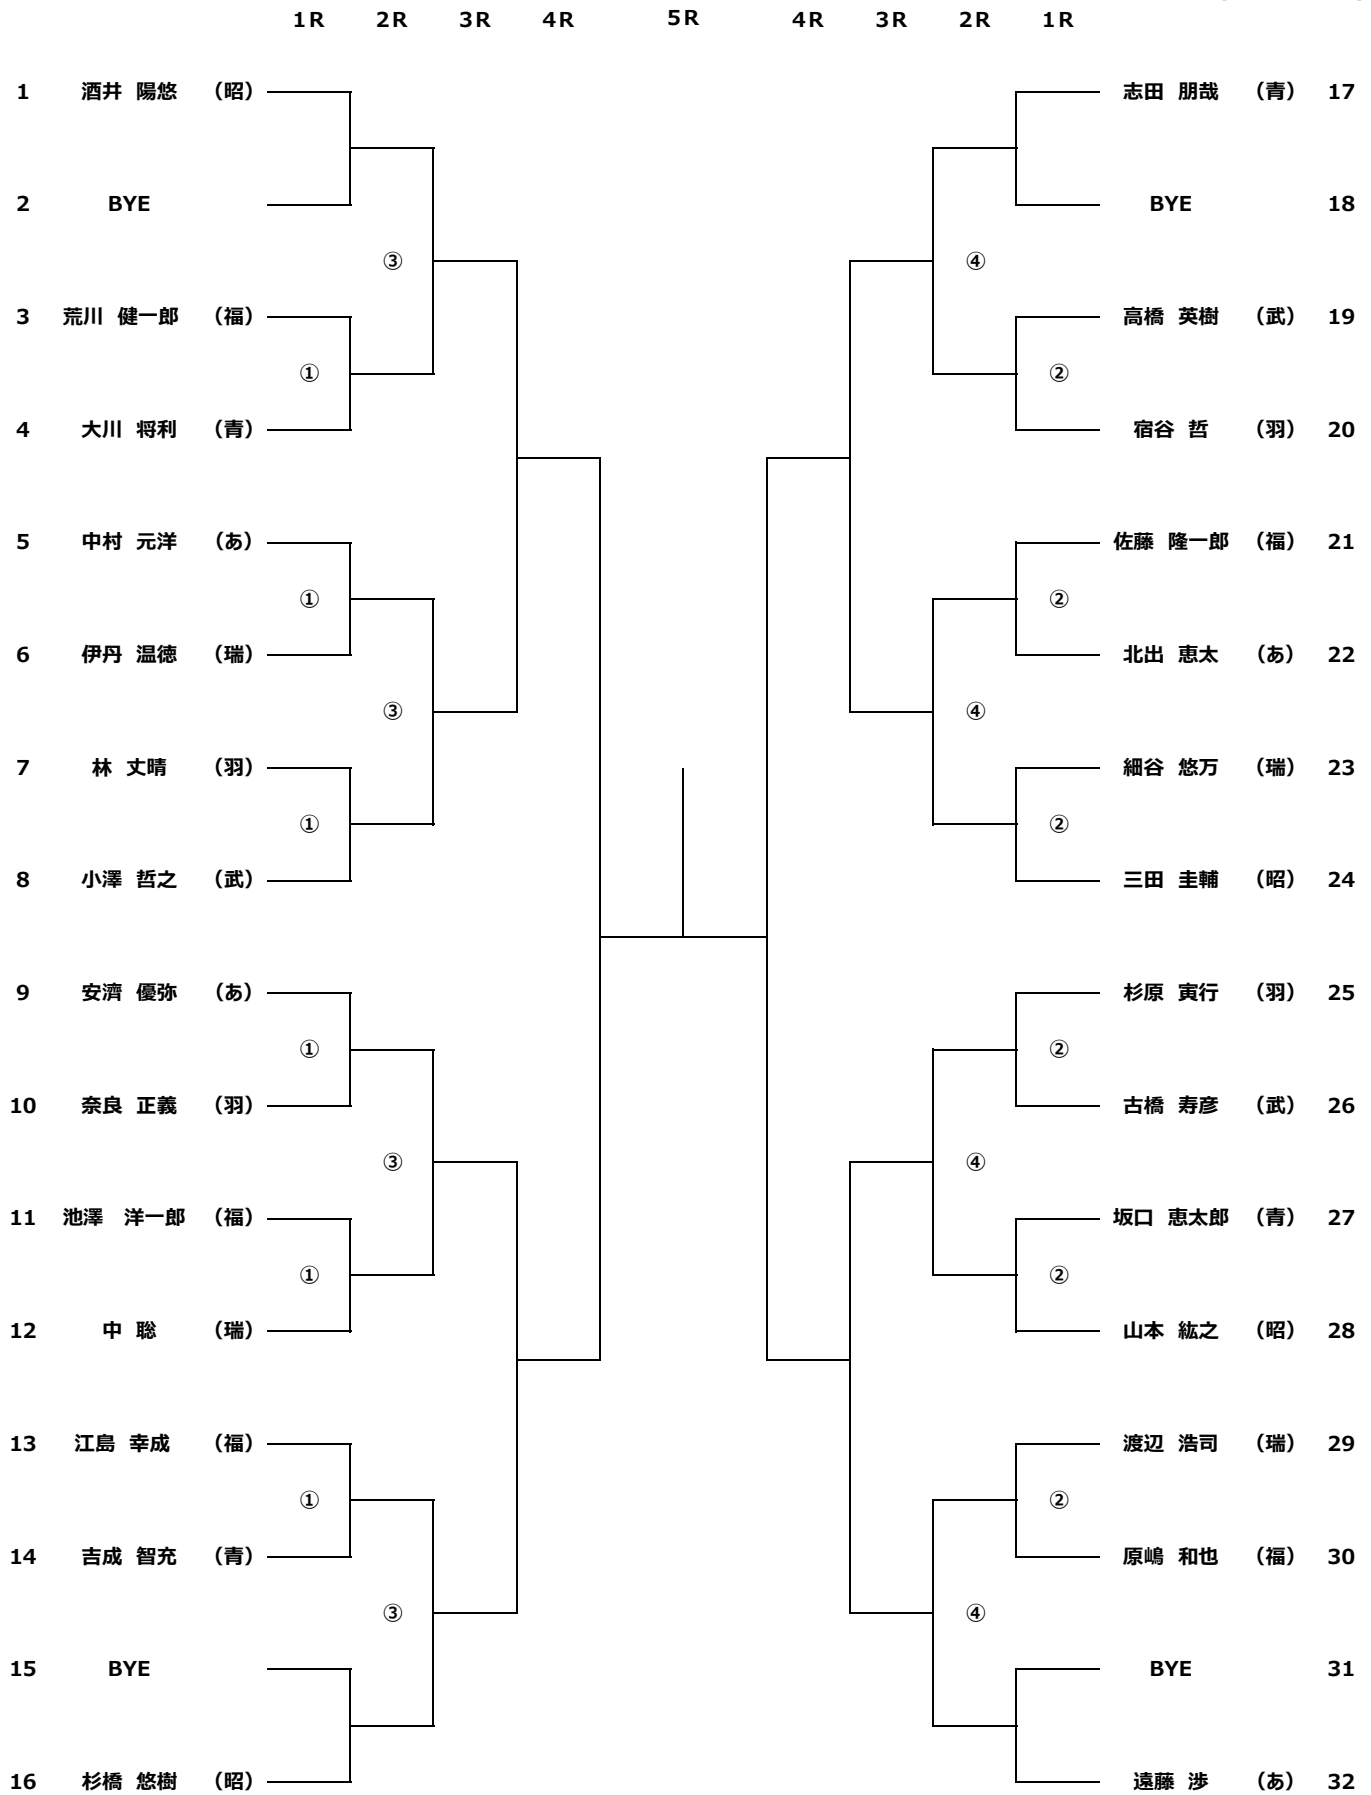 1R 2R 3R 4R 5R 4R 3R 2R 1R
1 酒井 陽悠 （昭） 志田 朋哉 （青） 17
2 BYE BYE 18
③ ④
3 荒川 健一郎 （福） 高橋 英樹 （武） 19
① ②
4 大川 将利 （青） 宿谷 哲 （羽） 20
5 中村 元洋 （あ） 佐藤 隆一郎 （福） 21
① ②
6 伊丹 温徳 （瑞） 北出 恵太 （あ） 22
③ ④
7 林 丈晴 （羽） 細谷 悠万 （瑞） 23
① ②
8 小澤 哲之 （武） 三田 圭輔 （昭） 24
9 安濟 優弥 （あ） 杉原 寅行 （羽） 25
① ②
10 奈良 正義 （羽） 古橋 寿彦 （武） 26
③ ④
11 池澤 洋一郎 （福） 坂口 恵太郎 （青） 27
① ②
12 中 聡 （瑞） 山本 紘之 （昭） 28
13 江島 幸成 （福） 渡辺 浩司 （瑞） 29
① ②
14 吉成 智充 （青） 原嶋 和也 （福） 30
③ ④
15 BYE BYE 31
16 杉橋 悠樹 （昭） 遠藤 渉 （あ） 32